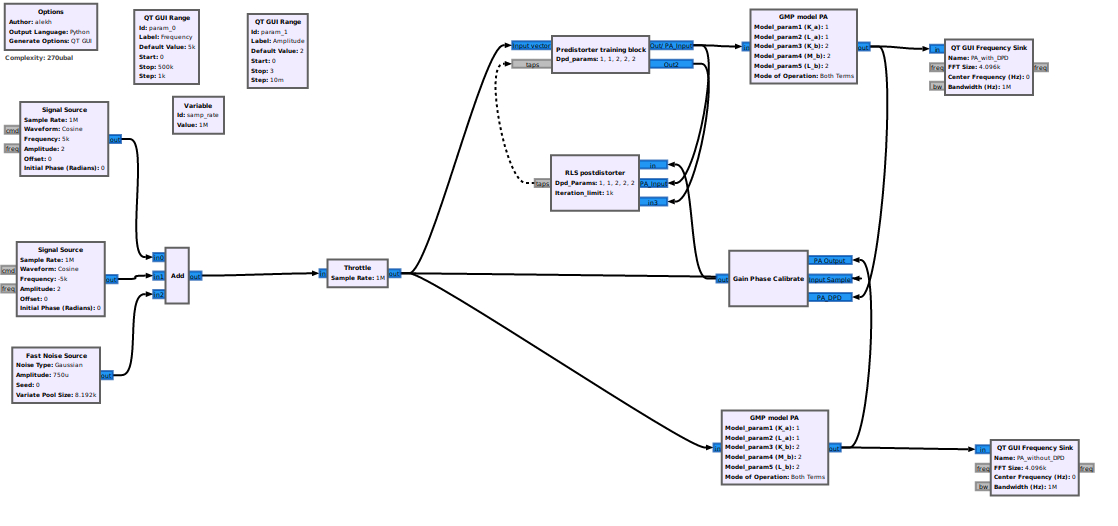 Options
Author: alekh
Output Language: Python
Generate Options: QT GUI
Complexity: 270ubal
QT GUI Range
Id: param_0
Label: Frequency
Default Value: 5k
Start: 0
Stop: 500k
Step: 1k
QT GUI Range
Id: param_1
Label: Amplitude
Default Value: 2
Start: 0
Stop: 3
Step: 10m
Variable
Id: samp_rate
Value: 1M
Signal Source
Sample Rate: 1M
Waveform: Cosine
Frequency: 5k
Amplitude: 2
Offset: 0
Initial Phase (Radians): 0
cmd
freq
out
Signal Source
Sample Rate: 1M
Waveform: Cosine
Frequency: -5k
Amplitude: 2
Offset: 0
Initial Phase (Radians): 0
cmd
freq
out
Fast Noise Source
Noise Type: Gaussian
Amplitude: 750u
Seed: 0
Variate Pool Size: 8.192k
out
in0
in1
in2
Add
out
in
Throttle
Sample Rate: 1M
out
Input vector
taps
Predistorter training block
Dpd_params: 1, 1, 2, 2, 2
Out/ PA_Input
Out2
taps
RLS postdistorter
Dpd_Params: 1, 1, 2, 2, 2
Iteration_limit: 1k
in
PA_Input
in3
in
GMP model PA
Model_param1 (K_a): 1
Model_param2 (L_a): 1
Model_param3 (K_b): 2
Model_param4 (M_b): 2
Model_param5 (L_b): 2
Mode of Operation: Both Terms
out
in
freq
bw
QT GUI Frequency Sink
Name: PA_with_DPD
FFT Size: 4.096k
Center Frequency (Hz): 0
Bandwidth (Hz): 1M
freq
out
Gain Phase Calibrate
PA Output
Input Sample
PA_DPD
in
GMP model PA
Model_param1 (K_a): 1
Model_param2 (L_a): 1
Model_param3 (K_b): 2
Model_param4 (M_b): 2
Model_param5 (L_b): 2
Mode of Operation: Both Terms
out
in
freq
bw
QT GUI Frequency Sink
Name: PA_without_DPD
FFT Size: 4.096k
Center Frequency (Hz): 0
Bandwidth (Hz): 1M
freq